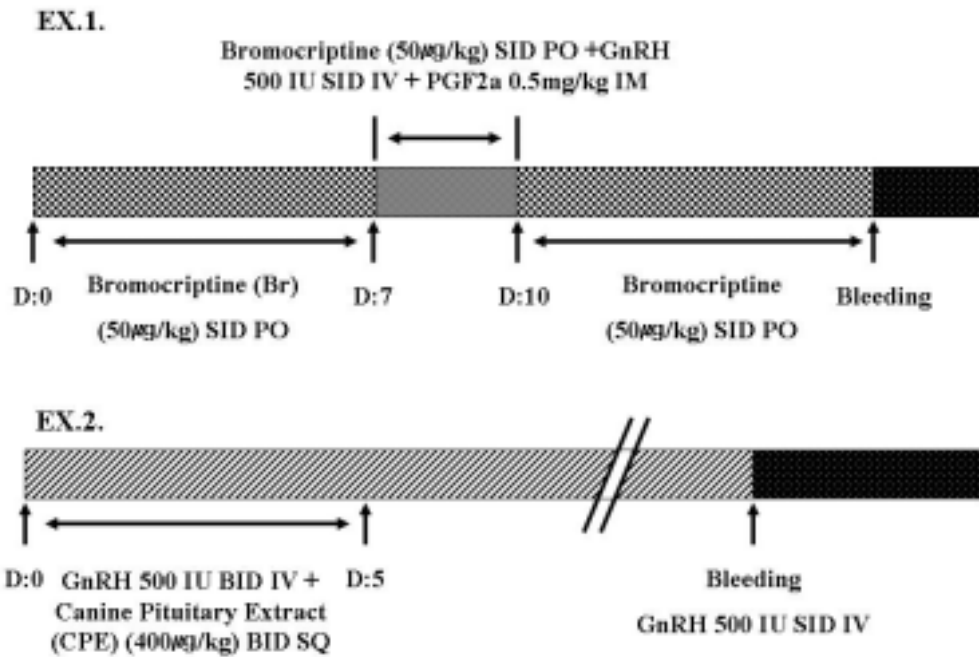 EX.1.
Bromocriptine (50㎍/kg) SID PO +GnRH
500 IU SID IV + PGF2a 0.5mg/kg IM
D:0
Bromocriptine (Br)
(50㎍/kg) SID PO
D:7
D:10
Bromocriptine
(50㎍/kg) SID PO
Bleeding
EX.2.
D:0
GnRH 500 IU BID IV +
Canine Pituitary Extract
(CPE) (400㎍/kg) BID SQ
D:5
Bleeding
GnRH 500 IU SID IV